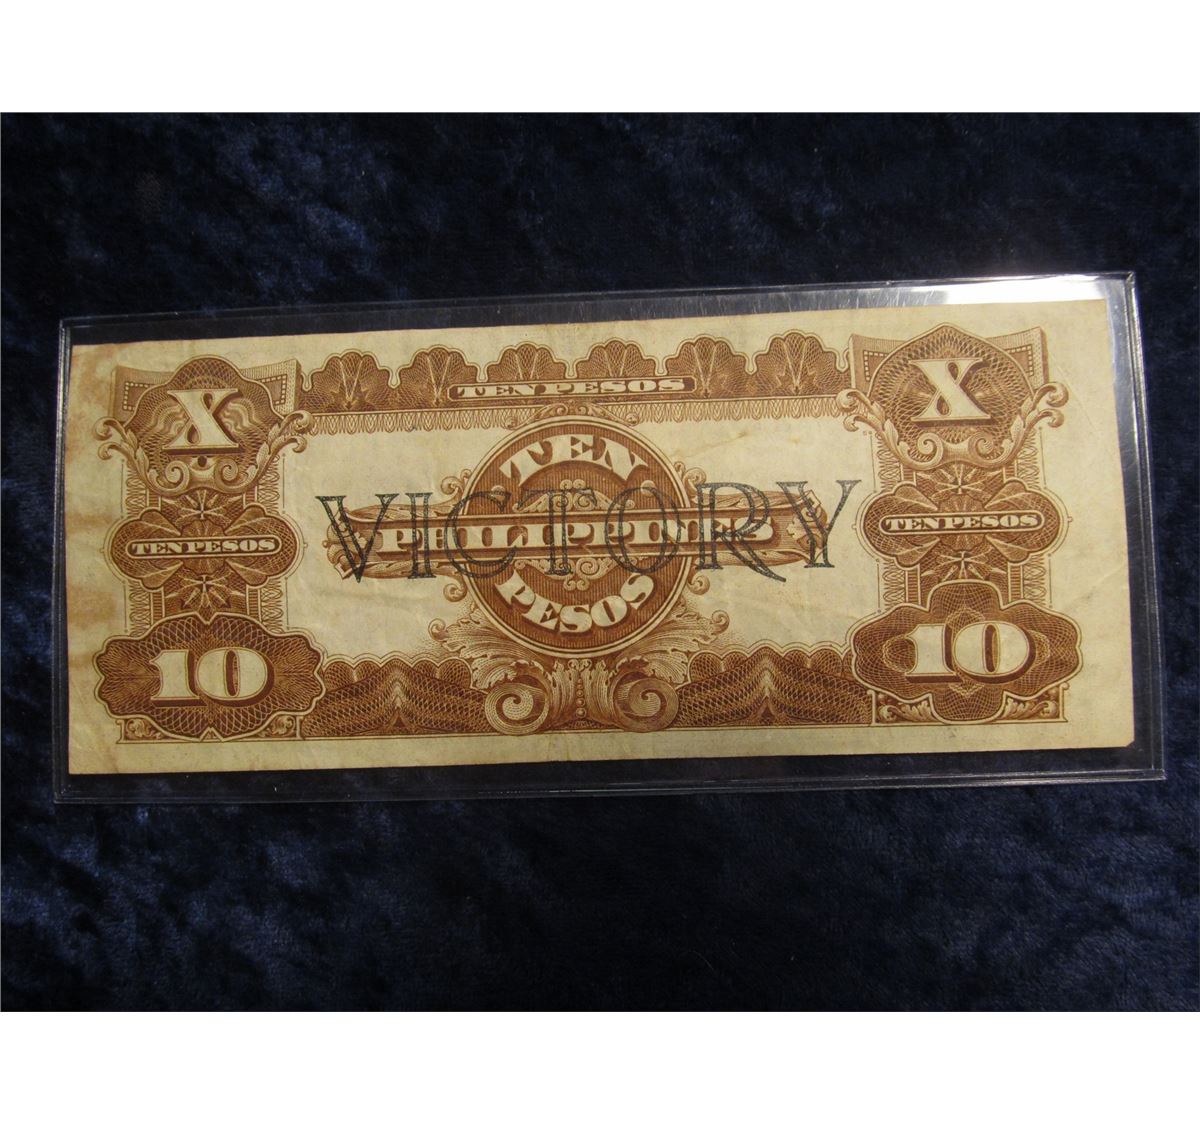 X
TEN PESOS
X
TEN
VICTORY
PHILIPPINES
TEN PESOS
TEN PESOS
PESOS
10
10